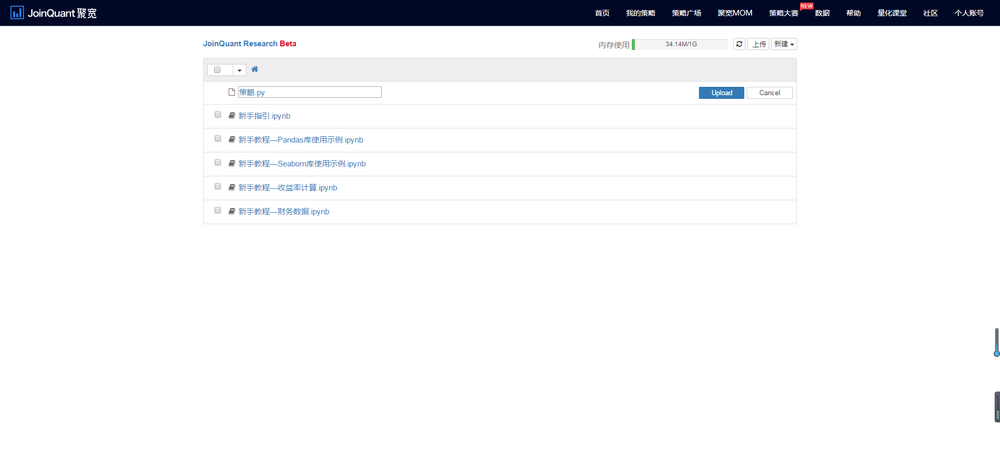 JoinQuant 聚宽
首页 我的策略 策略广场 聚宽MOM 策略大赛 NEW 数据 帮助 量化课堂 社区 个人账号
JoinQuant Research Beta
内存使用 34.14M/1G 上传 新建
策略.py Upload Cancel
新手指引.ipynb
新手教程—Pandas库使用示例.ipynb
新手教程—Seaborn库使用示例.ipynb
新手教程—收益率计算.ipynb
新手教程—财务数据.ipynb